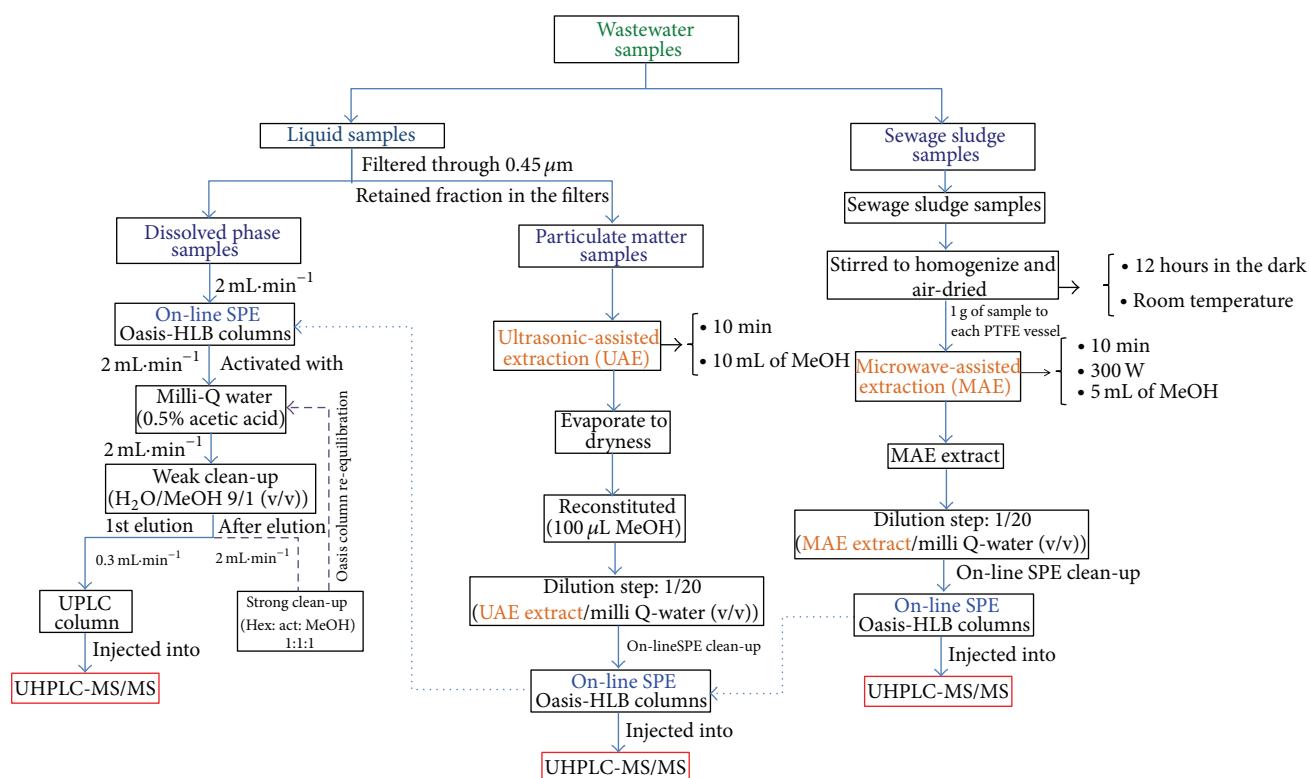 Wastewater
samples
Liquid samples
Filtered through 0.45 μm
Retained fraction in the filters
Dissolved phase
samples
2 mL·min⁻¹
On-line SPE
Oasis-HLB columns
2 mL·min⁻¹
Activated with
Milli-Q water
(0.5% acetic acid)
2 mL·min⁻¹
Weak clean-up
(H₂O/MeOH 9/1 (v/v))
1st elution
After elution
0.3 mL·min⁻¹
2 mL·min⁻¹
Oasis column re-equilibration
UPLC
column
Strong clean-up
(Hex: act: MeOH)
1:1:1
Injected into
UHPLC-MS/MS
Particulate matter
samples
Ultrasonic-assisted
extraction (UAE)
• 10 min
• 10 mL of MeOH
Evaporate to
dryness
Reconstituted
(100 μL MeOH)
Dilution step: 1/20
(UAE extract/milli Q-water (v/v))
On-lineSPE clean-up
On-line SPE
Oasis-HLB columns
Injected into
UHPLC-MS/MS
Sewage sludge
samples
Sewage sludge samples
Stirred to homogenize and
air-dried
• 12 hours in the dark
• Room temperature
1 g of sample to
each PTFE vessel
Microwave-assisted
extraction (MAE)
• 10 min
• 300 W
• 5 mL of MeOH
MAE extract
Dilution step: 1/20
(MAE extract/milli Q-water (v/v))
On-line SPE clean-up
On-line SPE
Oasis-HLB columns
Injected into
UHPLC-MS/MS